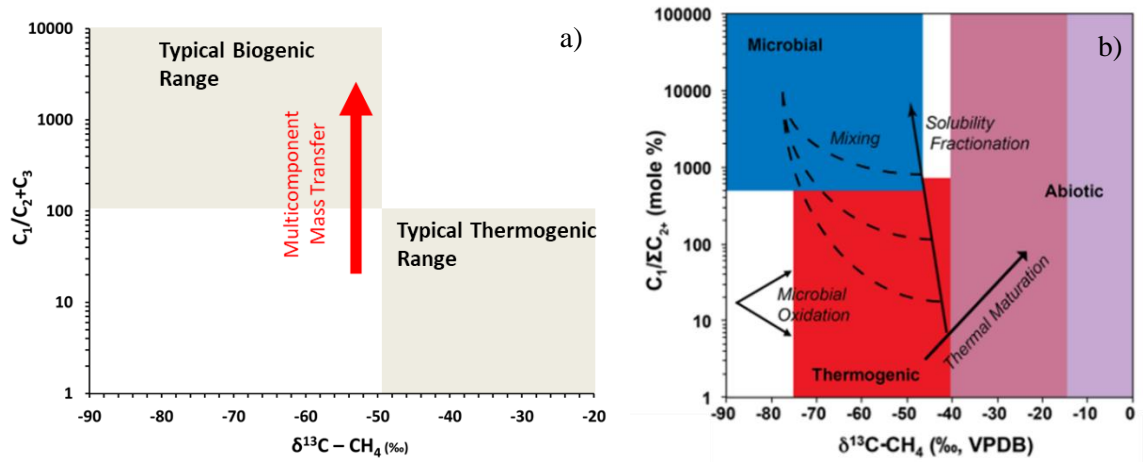 a)
10000
1000
100
10
1
C₁/C₂+C₃
Typical Biogenic
Range
Multicomponent
Mass Transfer
Typical Thermogenic
Range
-90
-80
-70
-60
-50
-40
-30
-20
δ¹³C – CH₄ (‰)
b)
100000
10000
1000
100
10
1
C₁/ΣC₂₊ (mole %)
Microbial
Mixing
Solubility
Fractionation
Abiotic
Microbial
Oxidation
Thermal Maturation
Thermogenic
-90
-80
-70
-60
-50
-40
-30
-20
-10
0
δ¹³C-CH₄ (‰, VPDB)